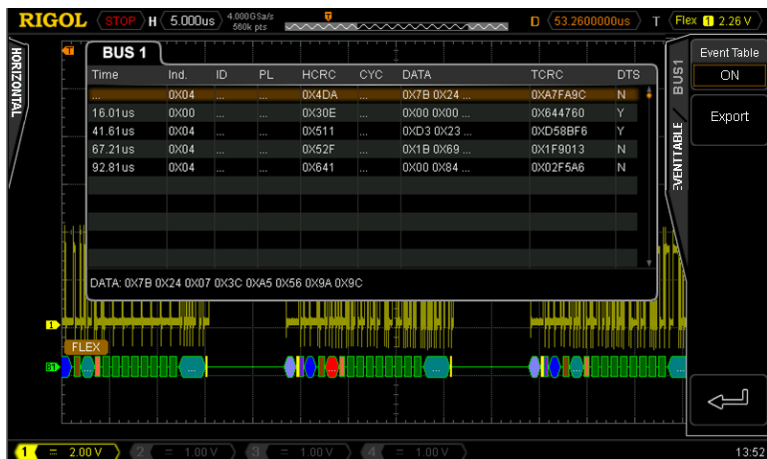 RIGOL STOP H 5.000us 4.000GSa/s 560k pts D 53.2600000us T Flex 1 2.26 V
HORIZONTAL
BUS 1
Time Ind. ID PL HCRC CYC DATA TCRC DTS
... 0X04 ... ... 0X4DA ... 0X7B 0X24 ... 0XA7FA9C N
16.01us 0X00 ... ... 0X30E ... 0X00 0X00 ... 0X644760 Y
41.61us 0X04 ... ... 0X511 ... 0XD3 0X23 ... 0XD58BF6 Y
67.21us 0X04 ... ... 0X52F ... 0X1B 0X69 ... 0X1F9013 N
92.81us 0X04 ... ... 0X641 ... 0X00 0X84 ... 0X02F5A6 N
DATA: 0X7B 0X24 0X07 0X3C 0XA5 0X56 0X9A 0X9C
BUS1
EVENTTABLE
Event Table
ON
Export
1
FLEX
B1
... ... ... ... ... ...
1 = 2.00 V 2 = 1.00 V 3 = 1.00 V 4 = 1.00 V 13:52